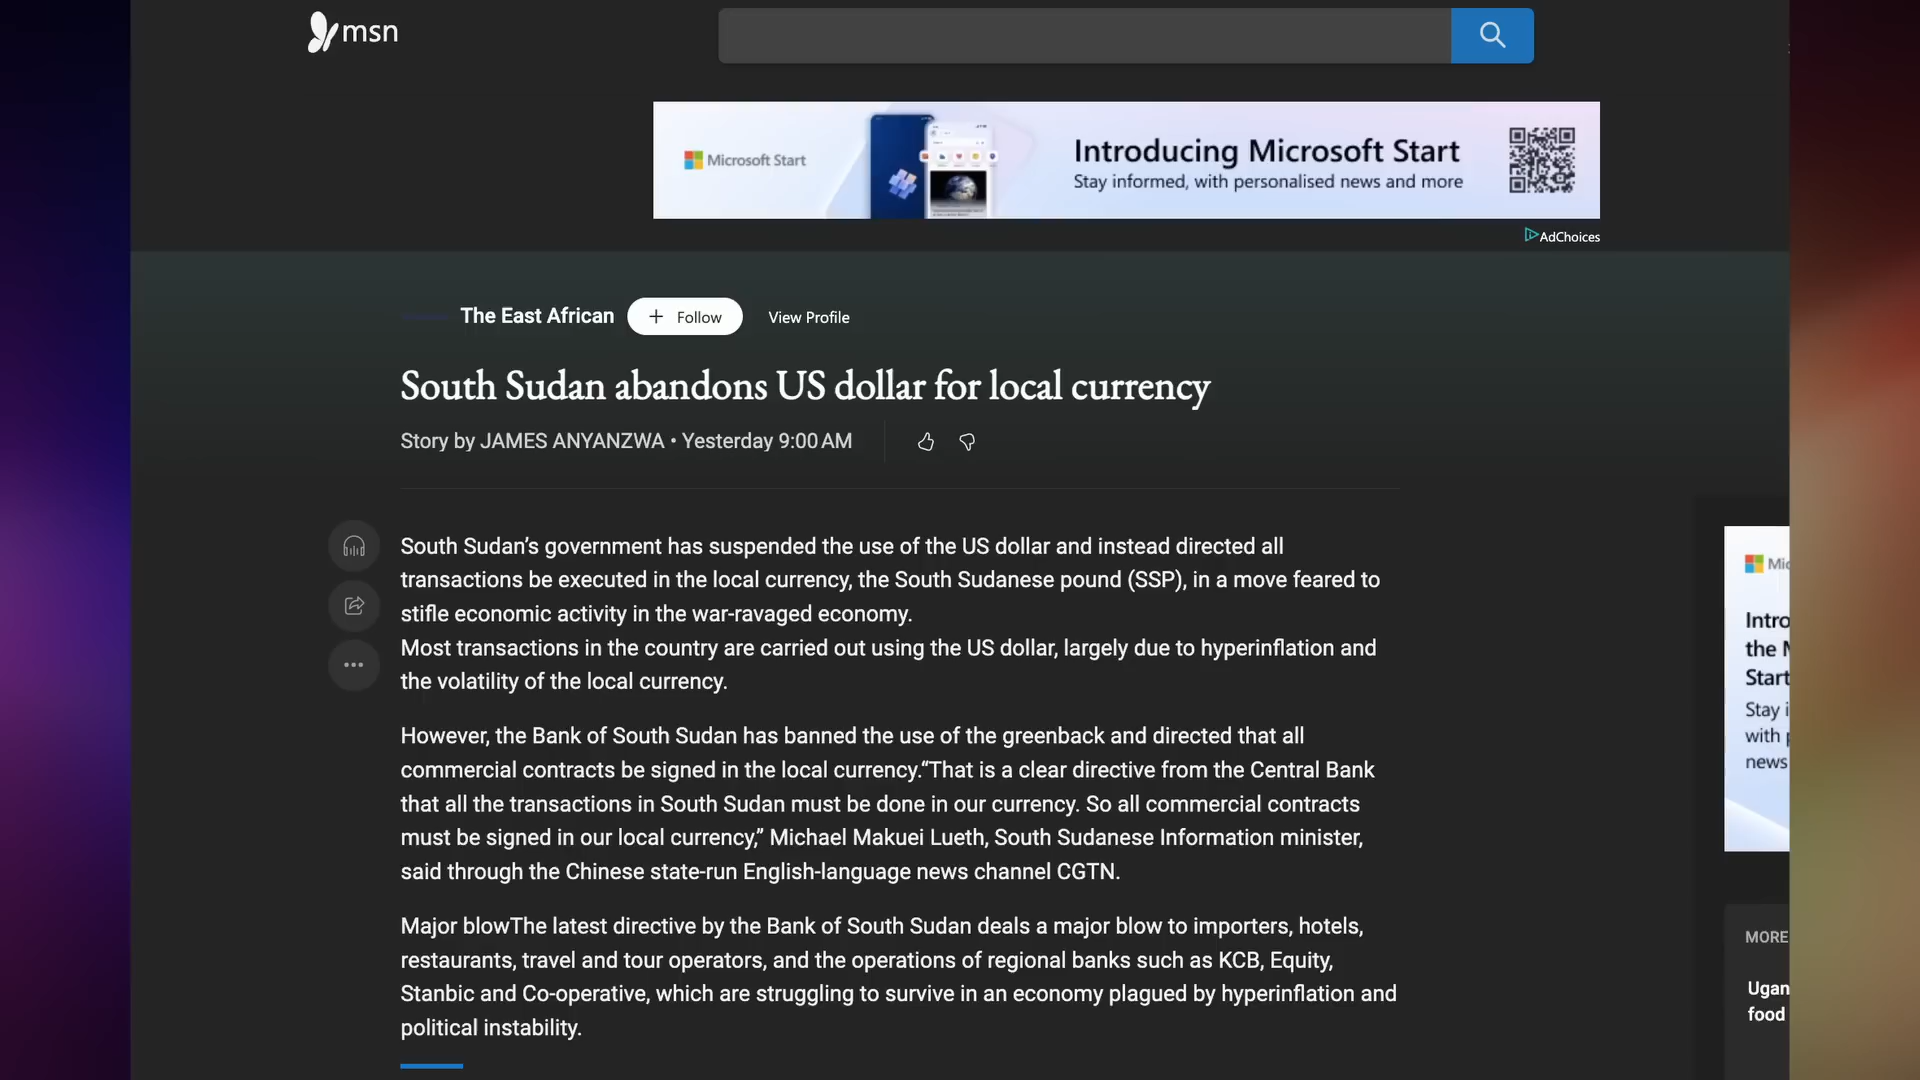 msn
Microsoft Start
Introducing Microsoft Start
Stay informed, with personalised news and more
AdChoices
The East African
+ Follow
View Profile
South Sudan abandons US dollar for local currency
Story by JAMES ANYANZWA • Yesterday 9:00 AM
South Sudan’s government has suspended the use of the US dollar and instead directed all
transactions be executed in the local currency, the South Sudanese pound (SSP), in a move feared to
stifle economic activity in the war-ravaged economy.
Most transactions in the country are carried out using the US dollar, largely due to hyperinflation and
the volatility of the local currency.
However, the Bank of South Sudan has banned the use of the greenback and directed that all
commercial contracts be signed in the local currency.“That is a clear directive from the Central Bank
that all the transactions in South Sudan must be done in our currency. So all commercial contracts
must be signed in our local currency,” Michael Makuei Lueth, South Sudanese Information minister,
said through the Chinese state-run English-language news channel CGTN.
Major blowThe latest directive by the Bank of South Sudan deals a major blow to importers, hotels,
restaurants, travel and tour operators, and the operations of regional banks such as KCB, Equity,
Stanbic and Co-operative, which are struggling to survive in an economy plagued by hyperinflation and
political instability.
Mic
Intro
the
Start
Stay
with
news
MORE
Ugan
food